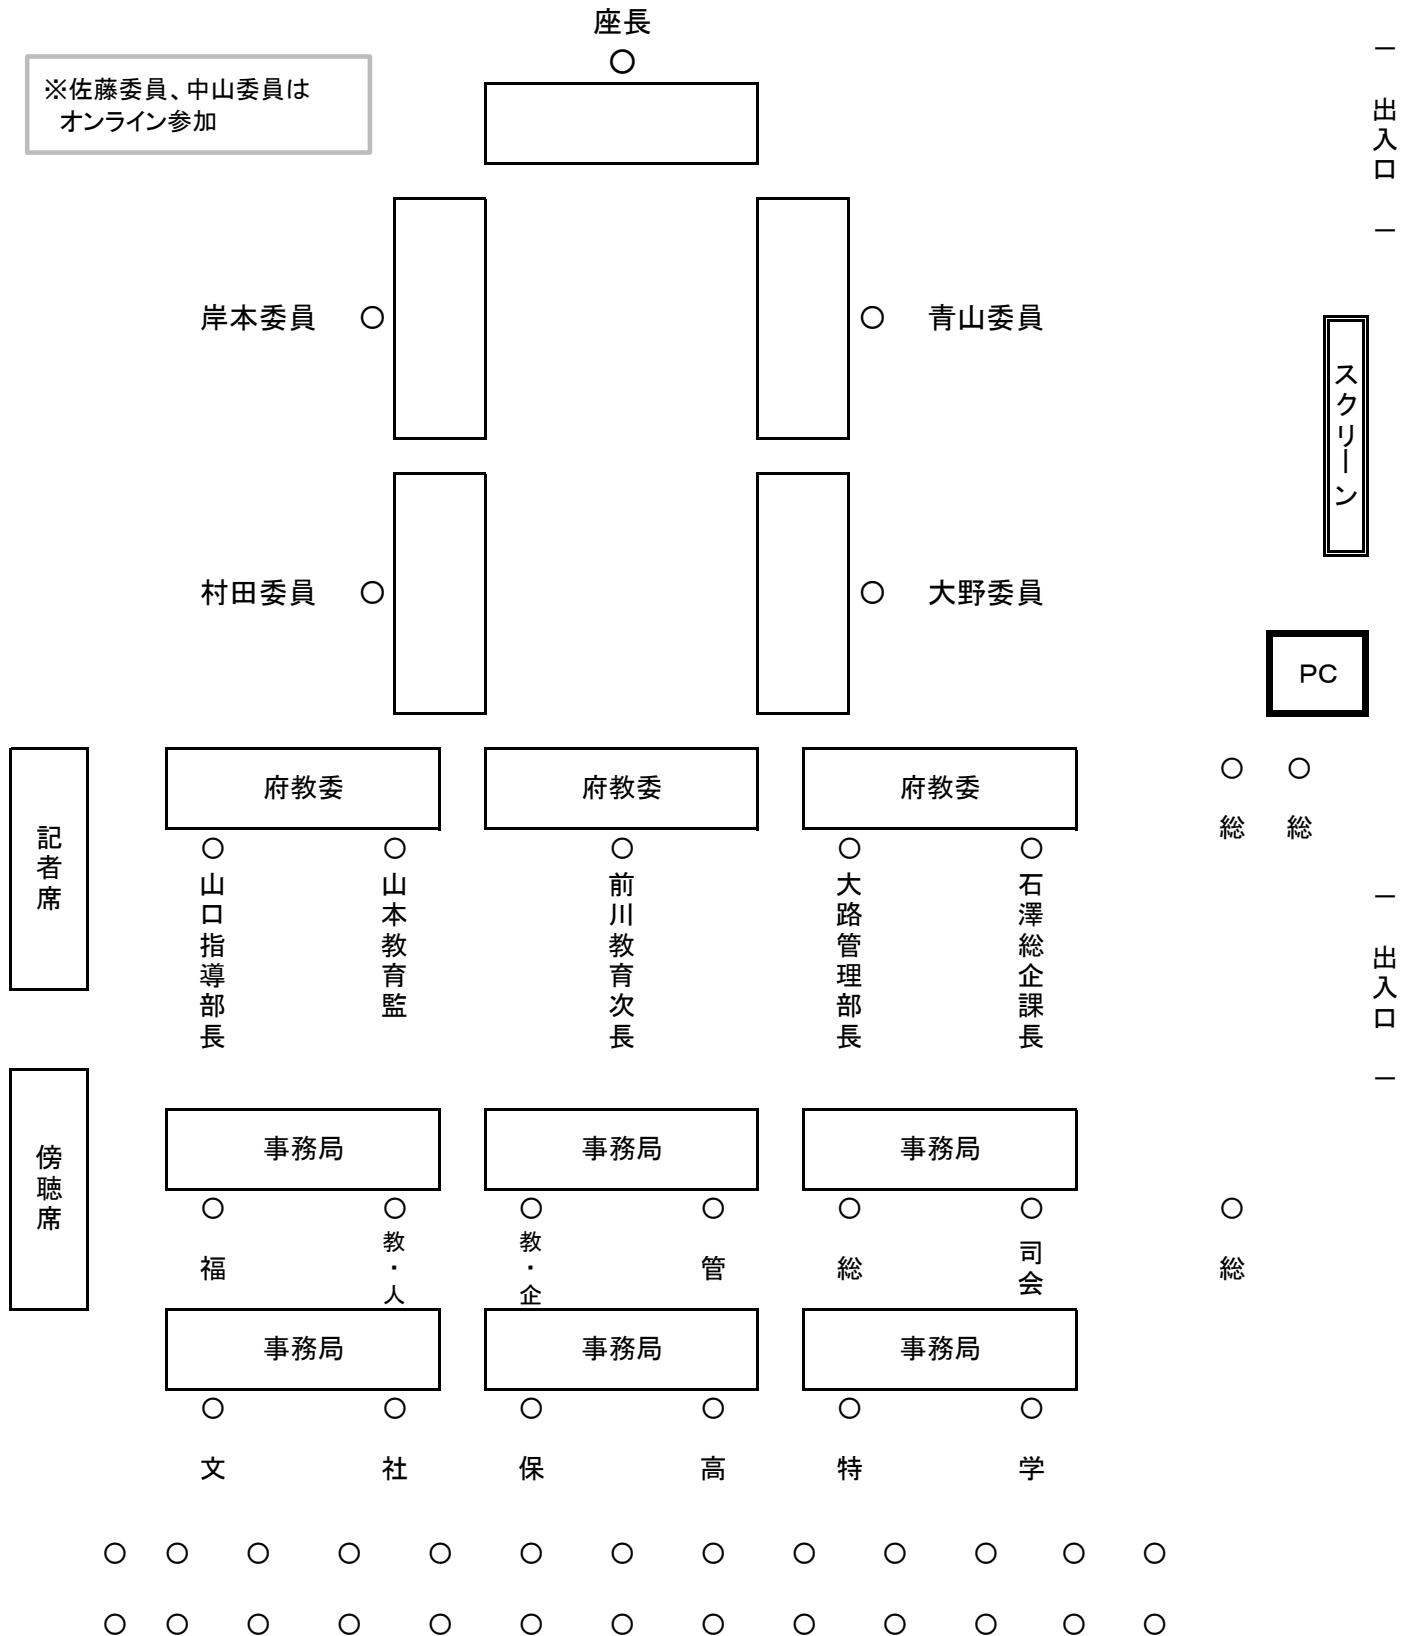 座長
※佐藤委員、中山委員は
オンライン参加
－ 出入口 －
岸本委員 ○
○ 青山委員
スクリーン
村田委員 ○
○ 大野委員
PC
記者席
府教委
府教委
府教委
○ ○
総 総
山口指導部長
山本教育監
前川教育次長
大路管理部長
石澤総企課長
－ 出入口 －
傍聴席
事務局
事務局
事務局
福
教・人
教・企
管
総
司会
総
事務局
事務局
事務局
文
社
保
高
特
学